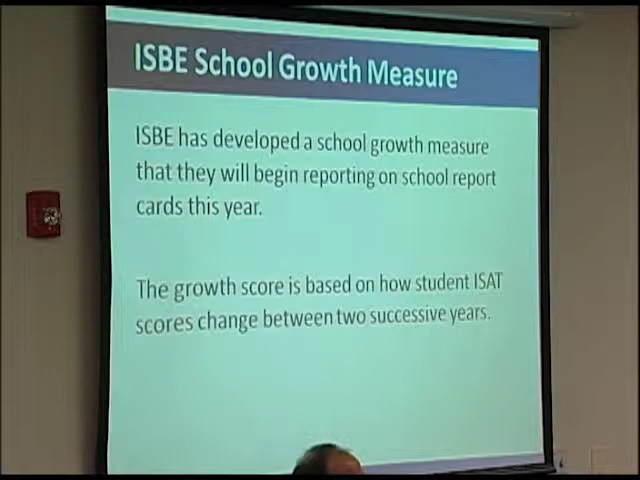 ISBE School Growth Measure
ISBE has developed a school growth measure
that they will begin reporting on school report
cards this year.
The growth score is based on how student ISAT
scores change between two successive years.